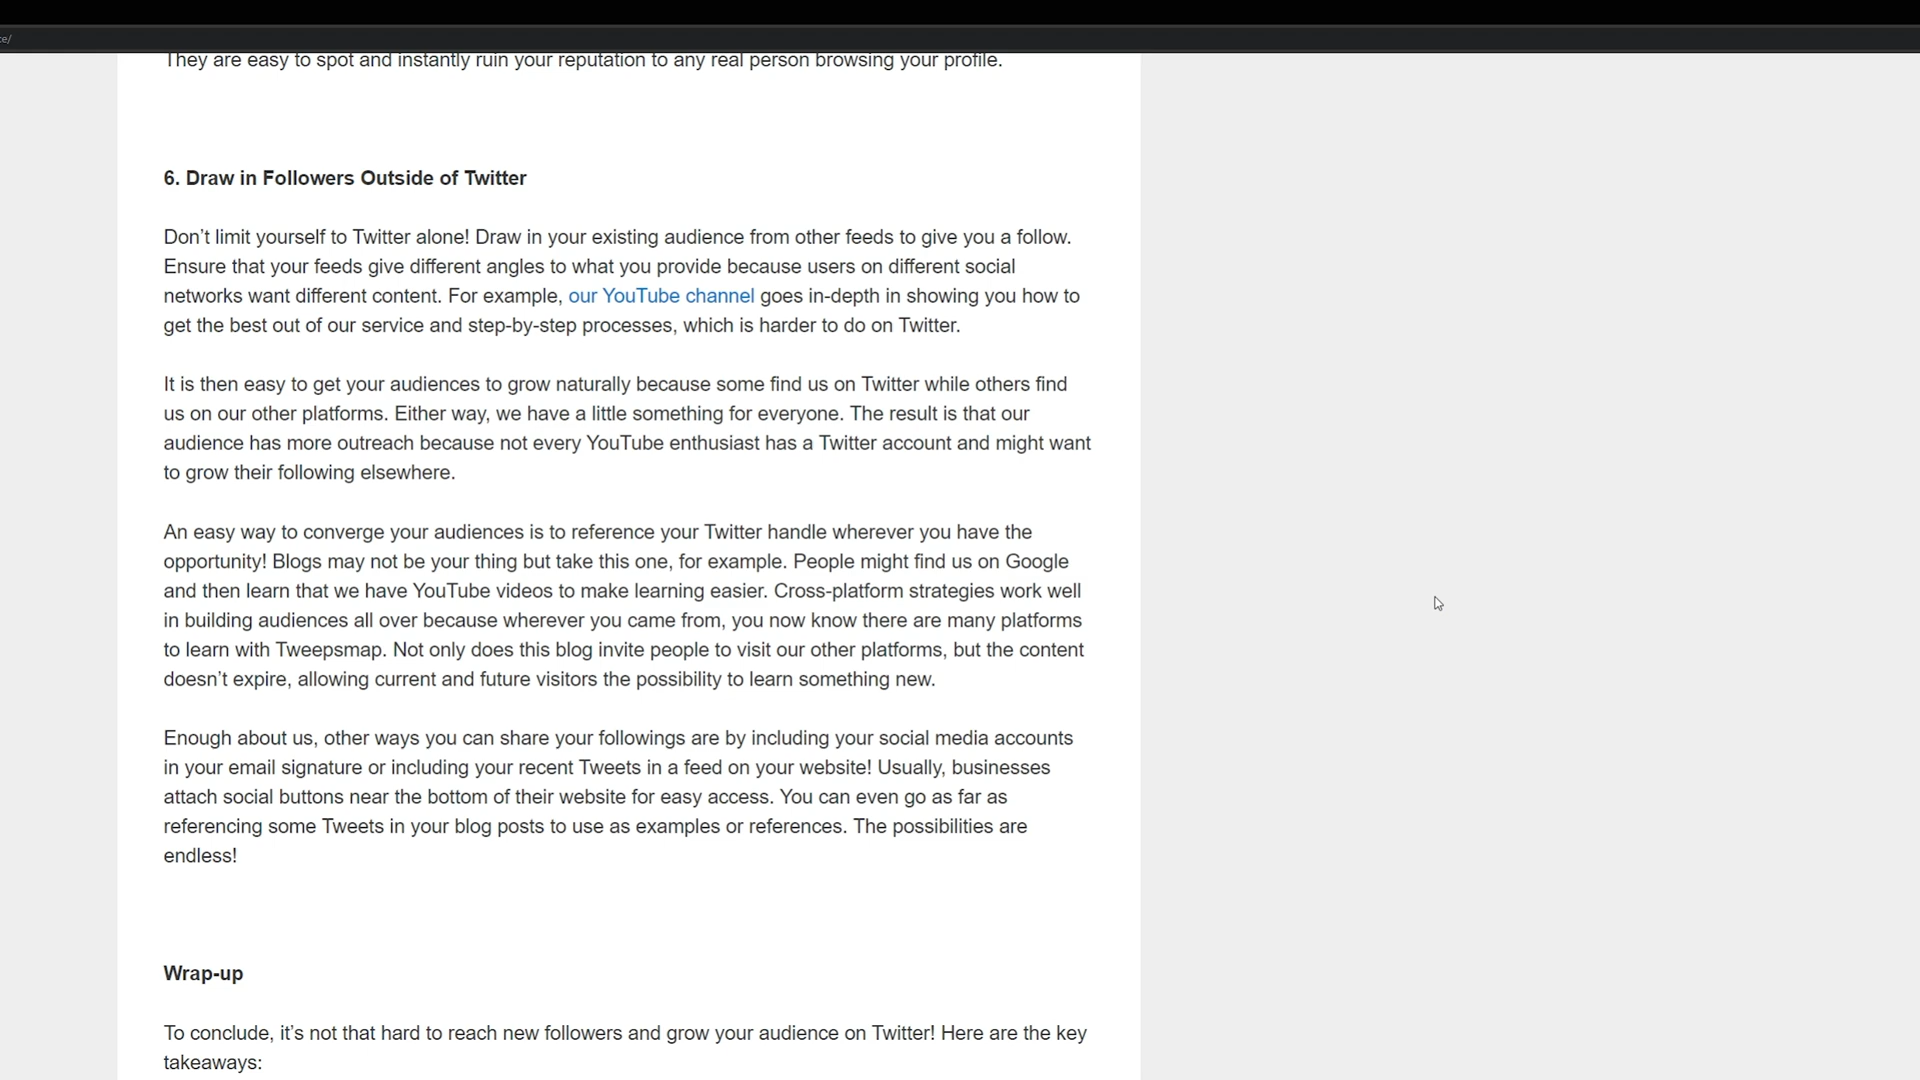 ce/
They are easy to spot and instantly ruin your reputation to any real person browsing your profile.
6. Draw in Followers Outside of Twitter
Don’t limit yourself to Twitter alone! Draw in your existing audience from other feeds to give you a follow.
Ensure that your feeds give different angles to what you provide because users on different social
networks want different content. For example, our YouTube channel goes in-depth in showing you how to
get the best out of our service and step-by-step processes, which is harder to do on Twitter.
It is then easy to get your audiences to grow naturally because some find us on Twitter while others find
us on our other platforms. Either way, we have a little something for everyone. The result is that our
audience has more outreach because not every YouTube enthusiast has a Twitter account and might want
to grow their following elsewhere.
An easy way to converge your audiences is to reference your Twitter handle wherever you have the
opportunity! Blogs may not be your thing but take this one, for example. People might find us on Google
and then learn that we have YouTube videos to make learning easier. Cross-platform strategies work well
in building audiences all over because wherever you came from, you now know there are many platforms
to learn with Tweepsmap. Not only does this blog invite people to visit our other platforms, but the content
doesn’t expire, allowing current and future visitors the possibility to learn something new.
Enough about us, other ways you can share your followings are by including your social media accounts
in your email signature or including your recent Tweets in a feed on your website! Usually, businesses
attach social buttons near the bottom of their website for easy access. You can even go as far as
referencing some Tweets in your blog posts to use as examples or references. The possibilities are
endless!
Wrap-up
To conclude, it’s not that hard to reach new followers and grow your audience on Twitter! Here are the key
takeaways: